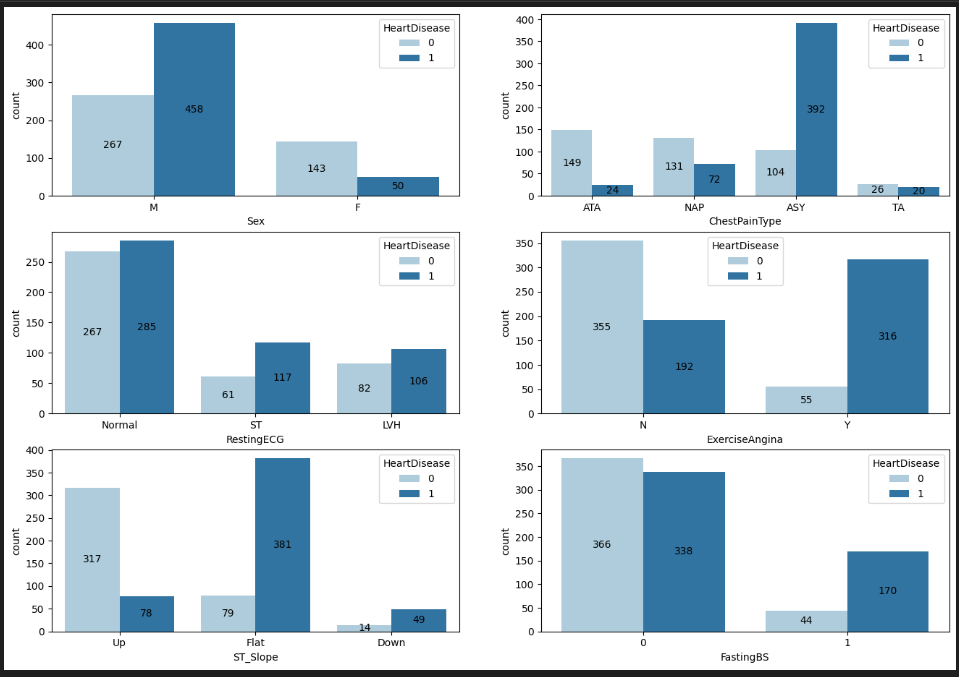 HeartDisease
0
1
400
300
200
100
0
count
267
458
143
50
M
F
Sex
HeartDisease
0
1
400
350
300
250
200
150
100
50
0
count
149
24
131
72
104
392
26
20
ATA
NAP
ASY
TA
ChestPainType
HeartDisease
0
1
250
200
150
100
50
0
count
267
285
61
117
82
106
Normal
ST
LVH
RestingECG
HeartDisease
0
1
350
300
250
200
150
100
50
0
count
355
192
55
316
N
Y
ExerciseAngina
HeartDisease
0
1
400
350
300
250
200
150
100
50
0
count
317
78
79
381
14
49
Up
Flat
Down
ST_Slope
HeartDisease
0
1
350
300
250
200
150
100
50
0
count
366
338
44
170
0
1
FastingBS